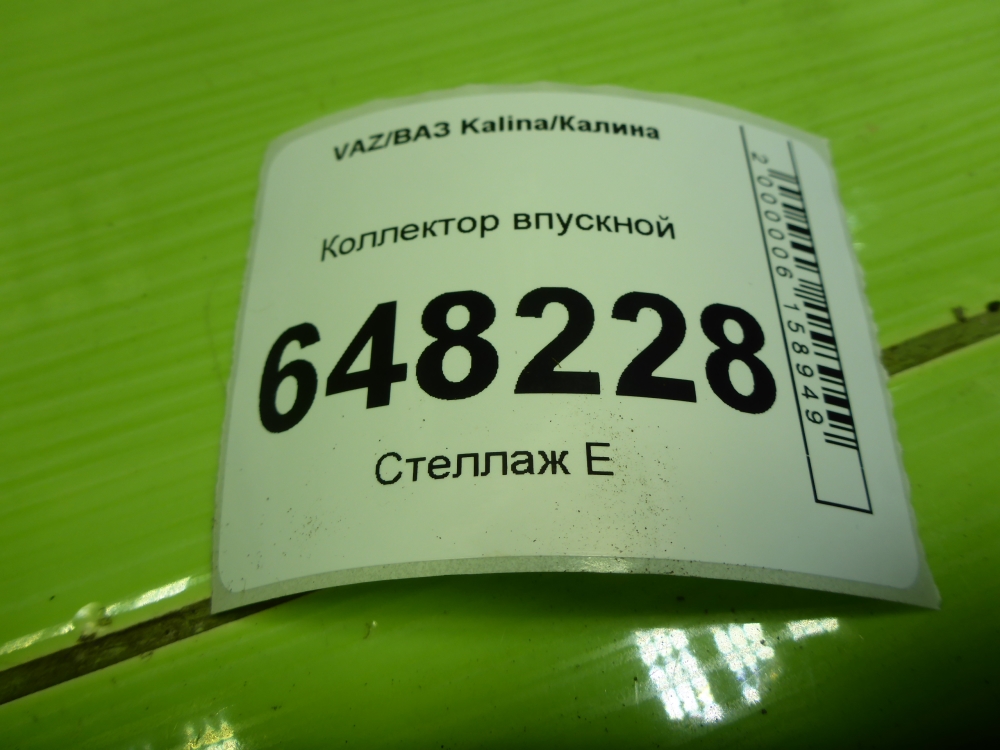 VAZ/ВАЗ Kalina/Калина
Коллектор впускной
648228
Стеллаж Е
2000006158949